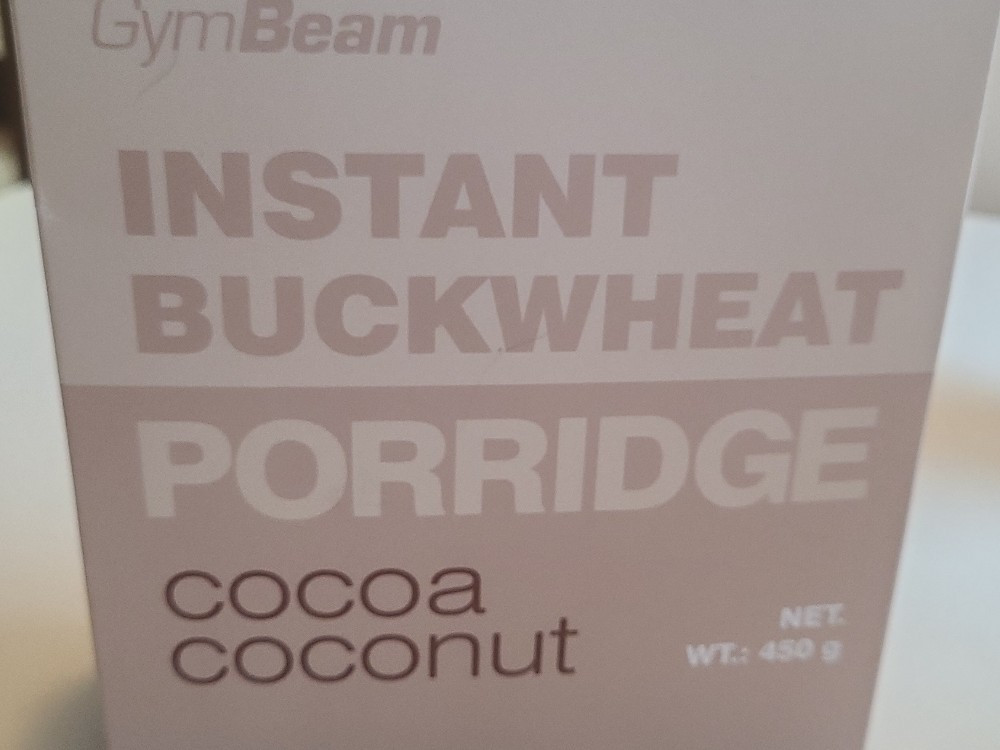 GymBeam
INSTANT
BUCKWHEAT
PORRIDGE
cocoa
coconut
NET.
WT.: 450 g